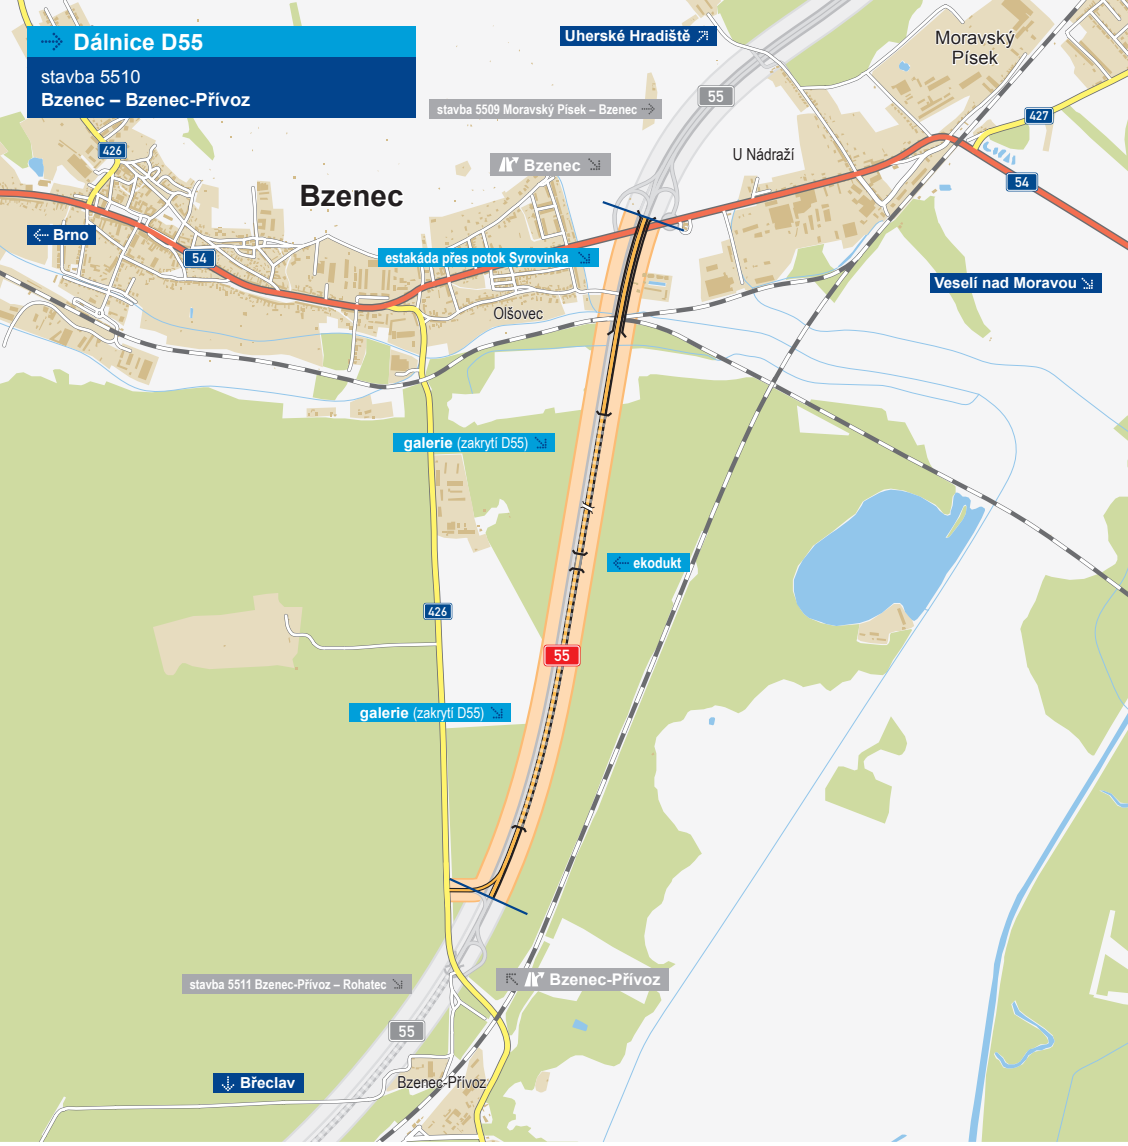 Dálnice D55
stavba 5510
Bzenec – Bzenec-Přívoz
Uherské Hradiště
Moravský
Písek
55
stavba 5509 Moravský Písek – Bzenec
427
426
U Nádraží
Bzenec
54
Bzenec
Brno
54
estakáda přes potok Syrovinka
Veselí nad Moravou
Olšovec
galerie (zakrytí D55)
ekodukt
426
55
galerie (zakrytí D55)
Bzenec-Přívoz
stavba 5511 Bzenec-Přívoz – Rohatec
55
Břeclav
Bzenec-Přívoz